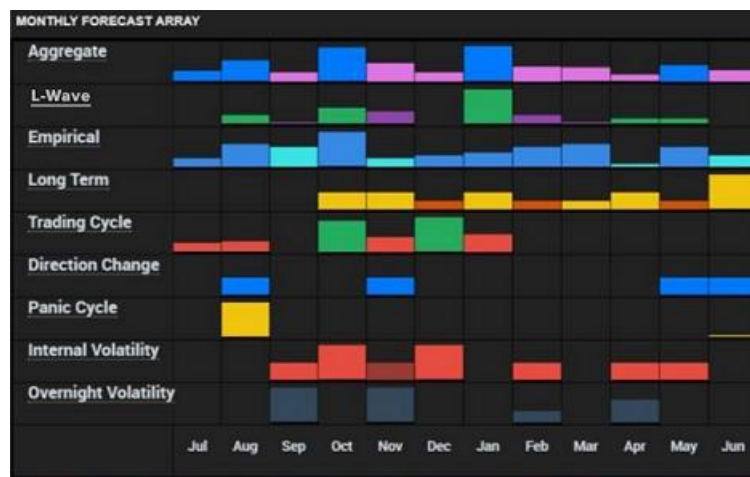 MONTHLY FORECAST ARRAY
Aggregate
L-Wave
Empirical
Long Term
Trading Cycle
Direction Change
Panic Cycle
Internal Volatility
Overnight Volatility
Jul Aug Sep Oct Nov Dec Jan Feb Mar Apr May Jun